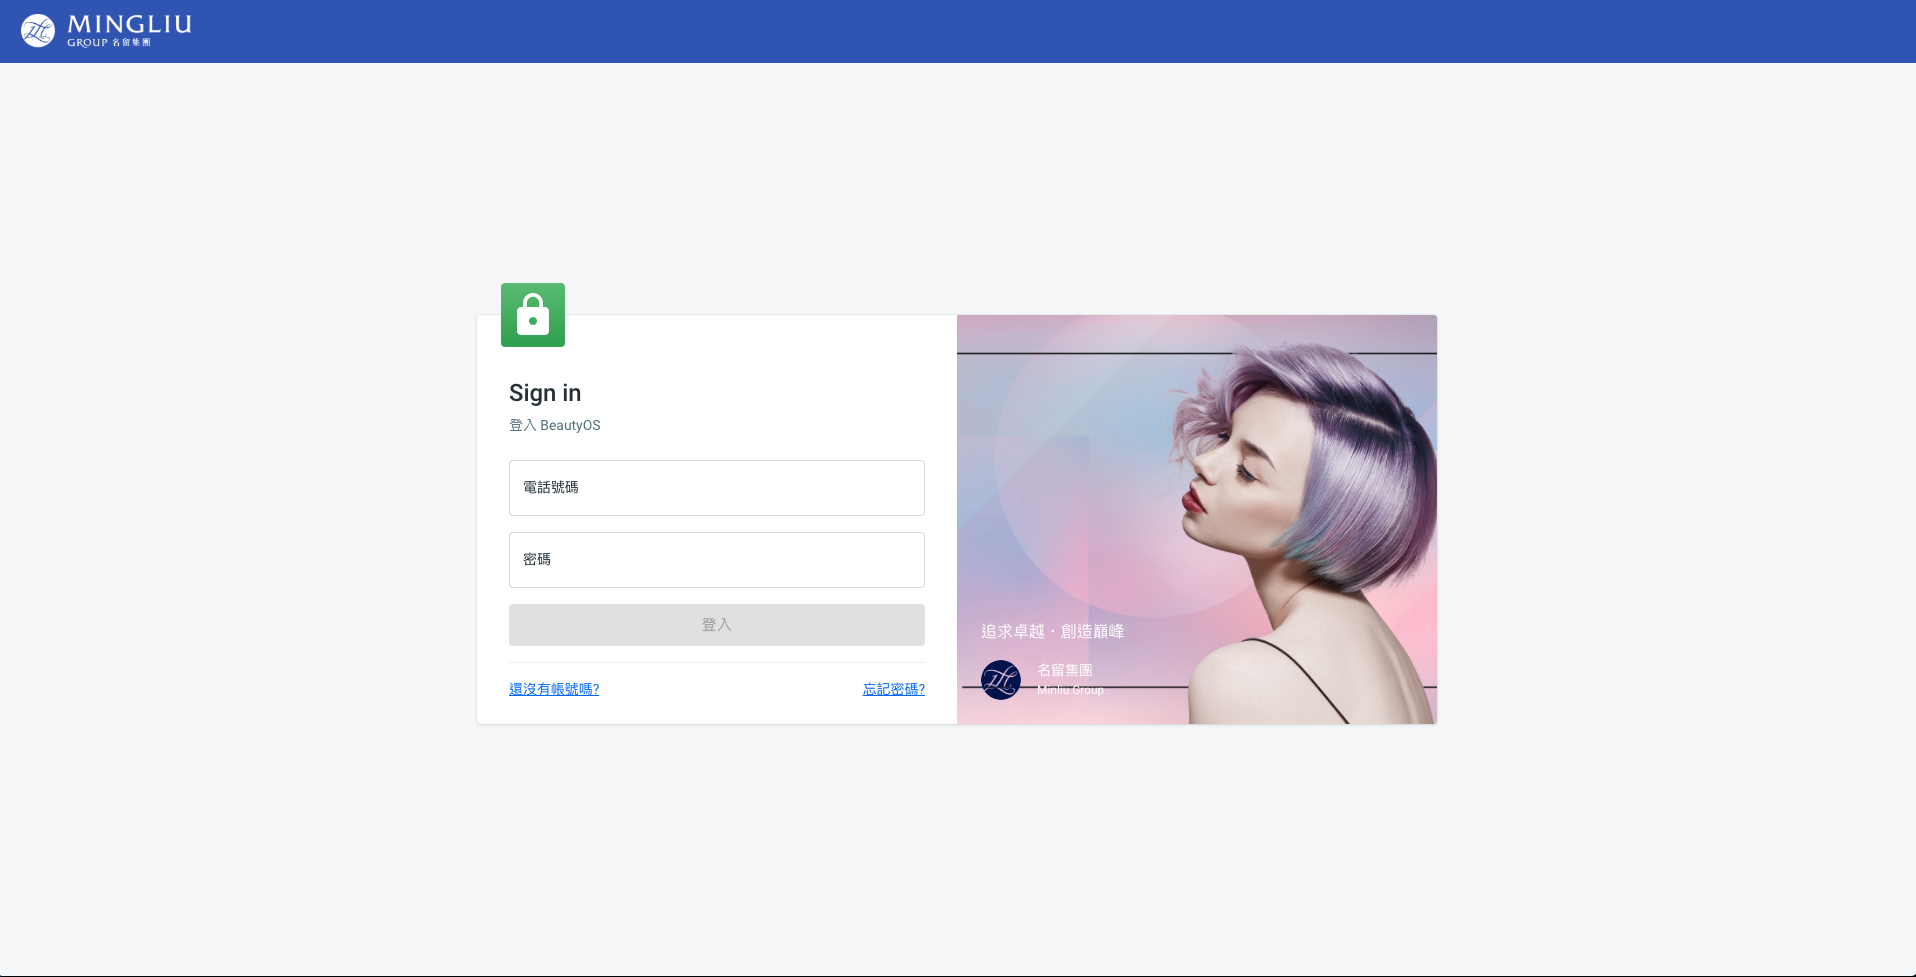 MINGLIU
GROUP 名留集團
Sign in
登入 BeautyOS
電話號碼
密碼
登入
還沒有帳號嗎?
忘記密碼?
追求卓越・創造巔峰
名留集團
Minliu Group .